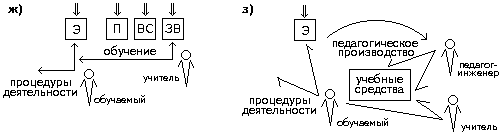 ж)
Э П ВС ЗВ
обучение
процедуры
деятельности
учитель
обучаемый
з)
Э
педагогическое
производство
педагог-
инженер
учебные
средства
процедуры
деятельности
обучаемый
учитель